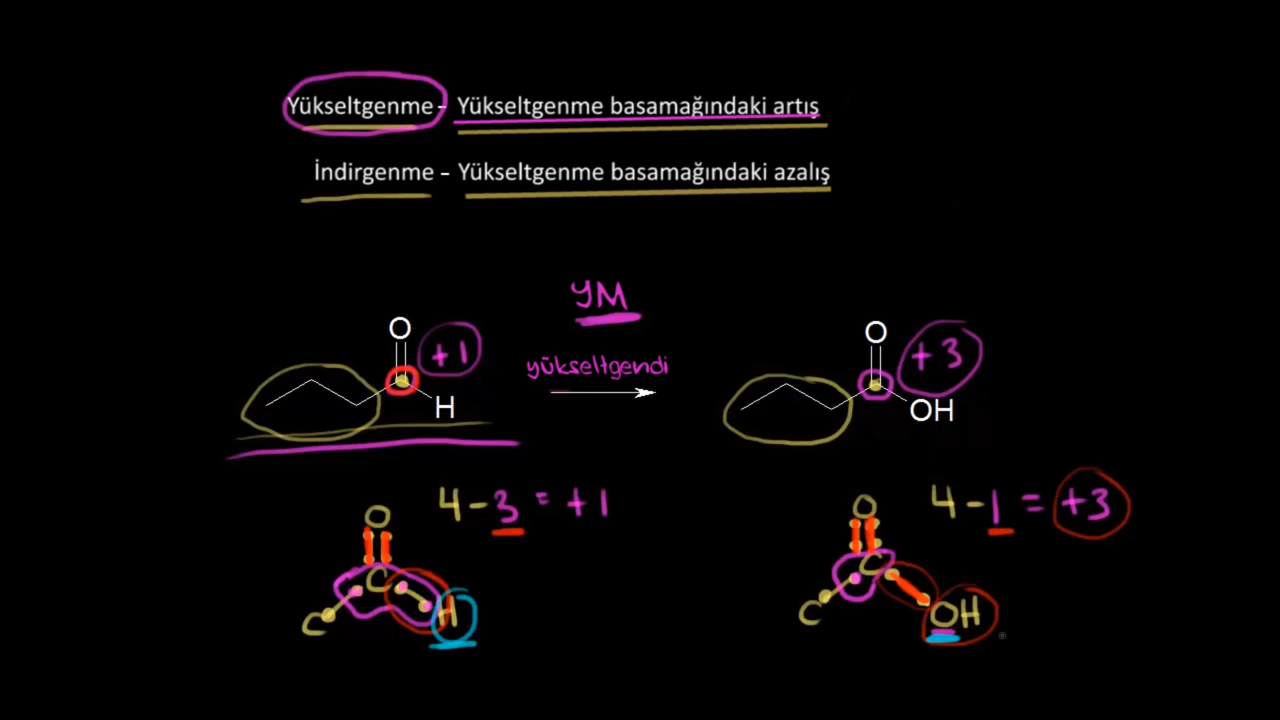 Yükseltgenme - Yükseltgenme basamağındaki artış
İndirgenme - Yükseltgenme basamağındaki azalış
YM
yükseltgendi
O +1
H
O +3
OH
4-3=+1
O
C
C H
4-1=+3
O
C
C OH